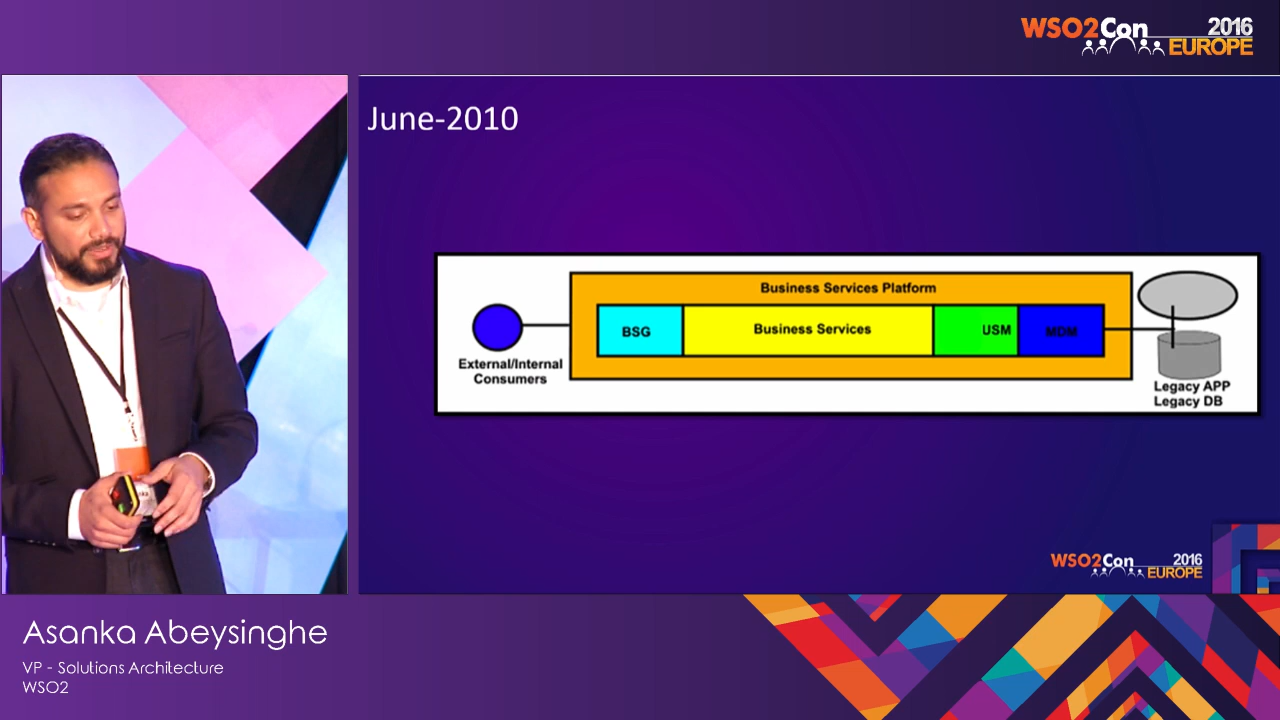 WSO2Con 2016
EUROPE
June-2010
Business Services Platform
BSG
Business Services
USM
MDM
External/Internal
Consumers
Legacy APP
Legacy DB
WSO2Con 2016
EUROPE
Asanka Abeysinghe
VP - Solutions Architecture
WSO2